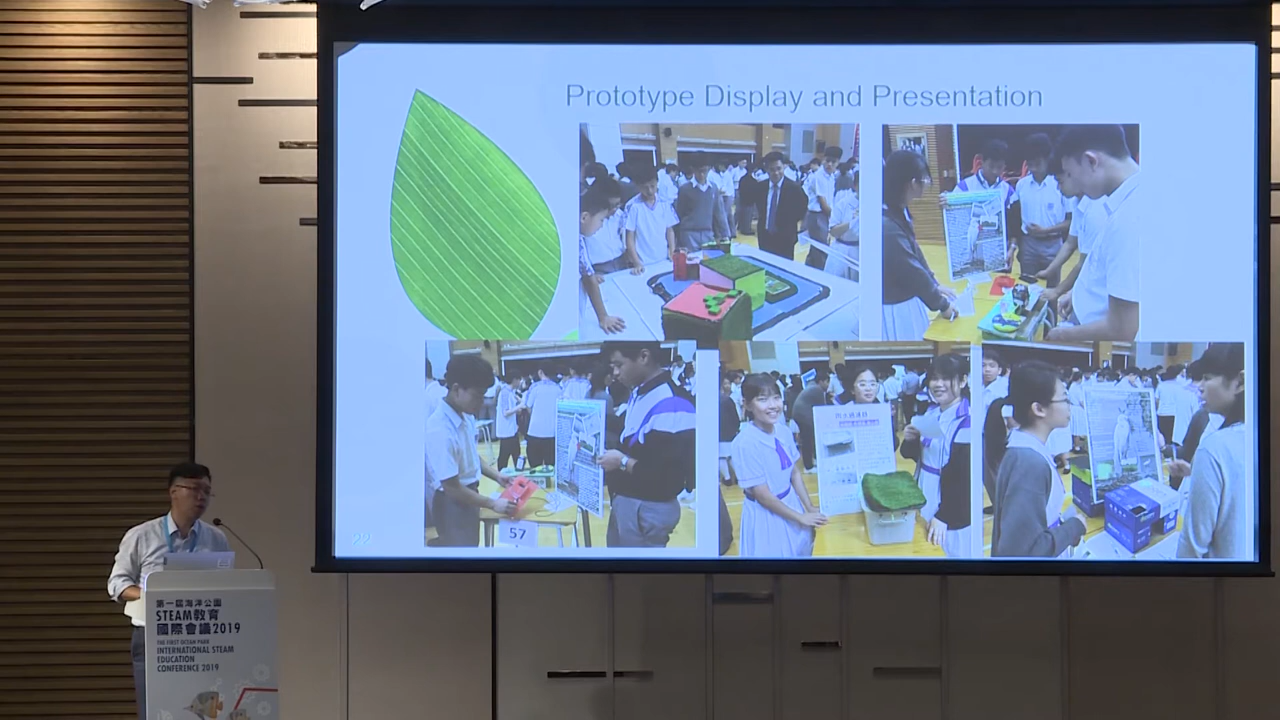 Prototype Display and Presentation
57
22
第一屆海洋公園
STEAM教育
國際會議2019
THE FIRST OCEAN PARK
INTERNATIONAL STEAM
EDUCATION
CONFERENCE 2019